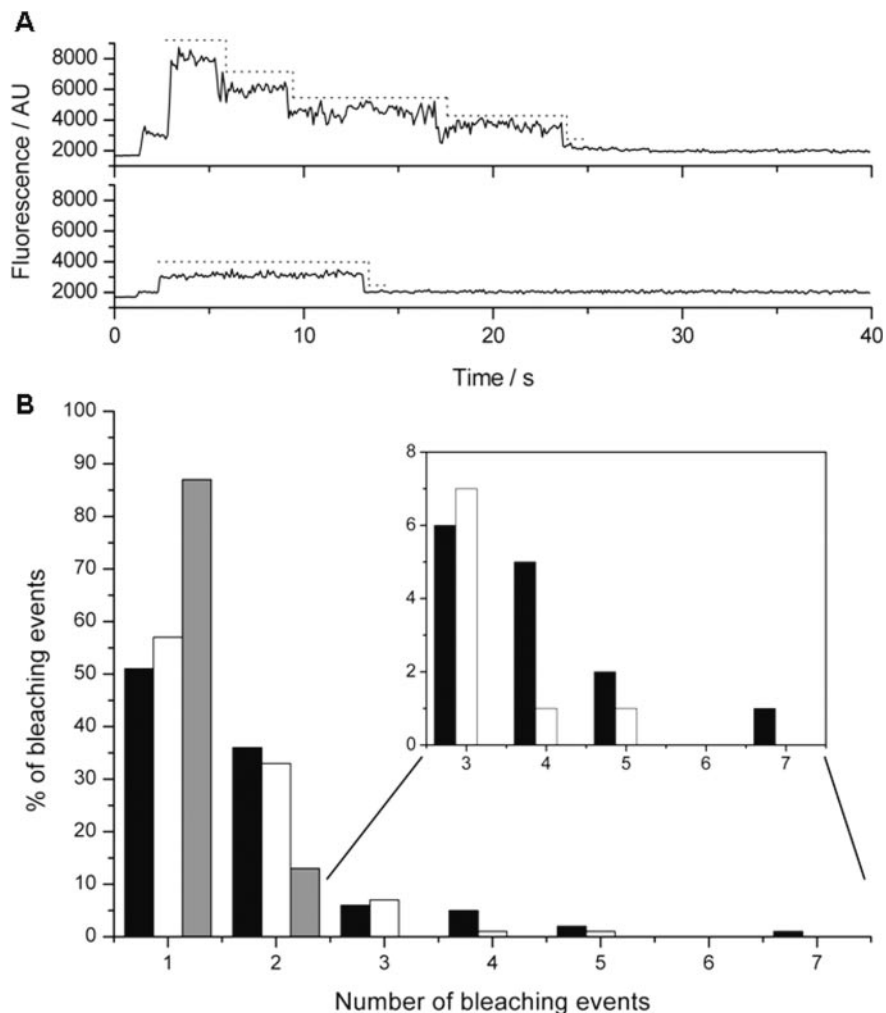 A
8000
6000
4000
2000
8000
6000
4000
2000
Fluorescence / AU
0 10 20 30 40
Time / s
B
100
90
80
70
60
50
40
30
20
10
0
% of bleaching events
8
6
4
2
0
3 4 5 6 7
1 2 3 4 5 6 7
Number of bleaching events